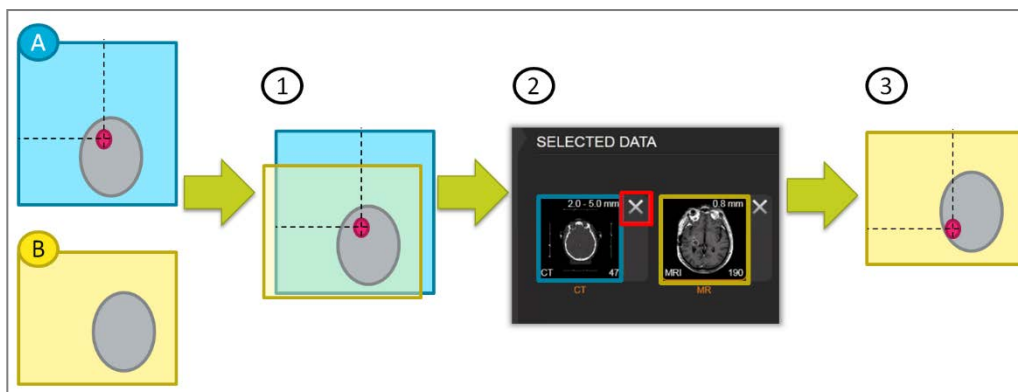 A
B
1
2
3
SELECTED DATA
2.0 - 5.0 mm
CT 47
CT
0.8 mm
MRI 190
MR